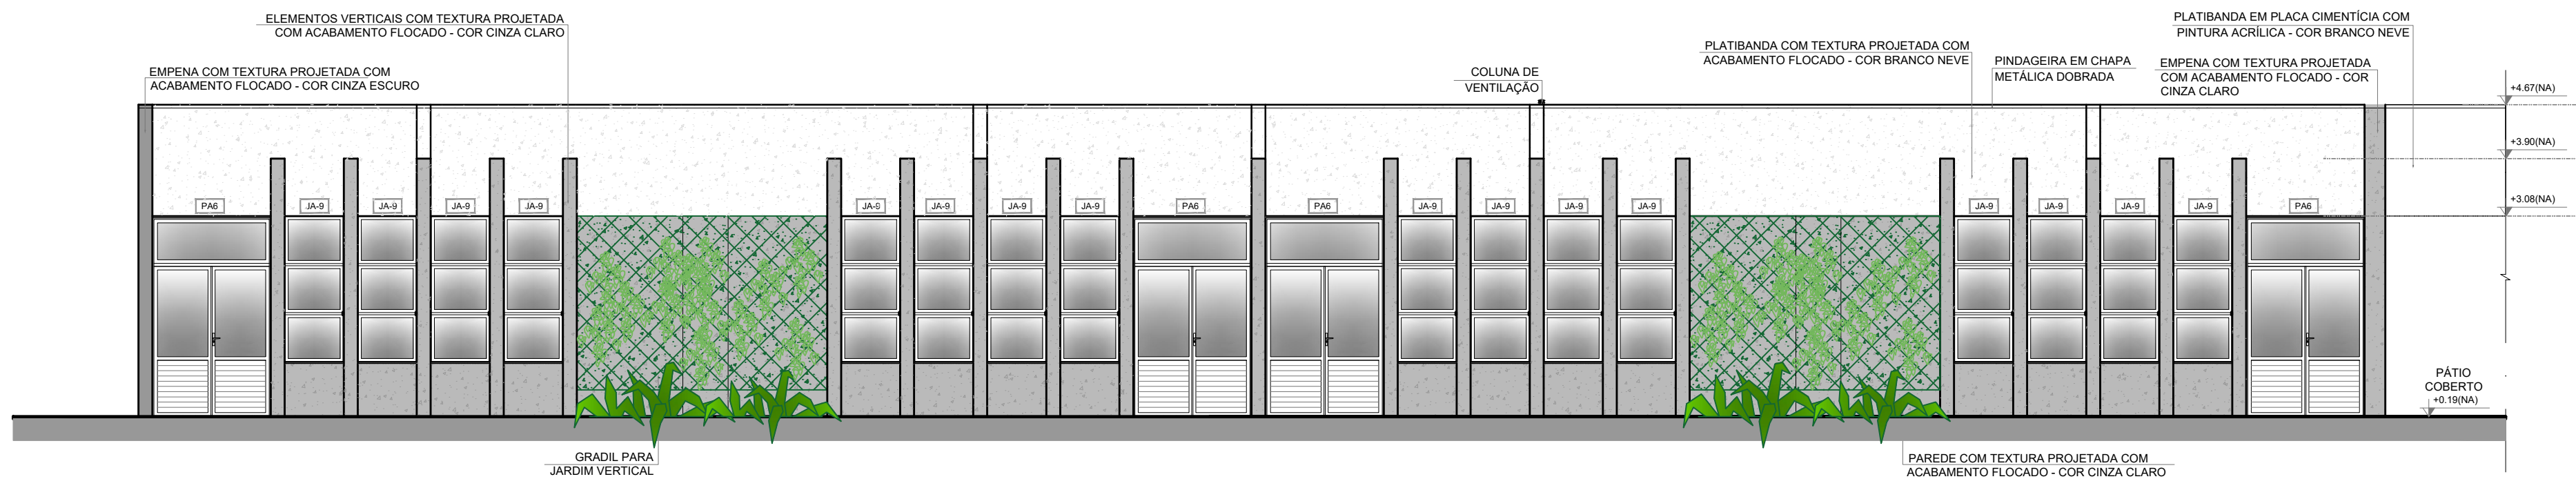 ELEMENTOS VERTICAIS COM TEXTURA PROJETADA
COM ACABAMENTO FLOCADO - COR CINZA CLARO
EMPENA COM TEXTURA PROJETADA COM
ACABAMENTO FLOCADO - COR CINZA ESCURO
COLUNA DE
VENTILAÇÃO
PLATIBANDA COM TEXTURA PROJETADA COM
ACABAMENTO FLOCADO - COR BRANCO NEVE
PINDAGEIRA EM CHAPA
METÁLICA DOBRADA
PLATIBANDA EM PLACA CIMENTÍCIA COM
PINTURA ACRÍLICA - COR BRANCO NEVE
EMPENA COM TEXTURA PROJETADA
COM ACABAMENTO FLOCADO - COR
CINZA CLARO
+4.67(NA)
+3.90(NA)
+3.08(NA)
PA6
JA-9
JA-9
JA-9
JA-9
JA-9
JA-9
JA-9
JA-9
PA6
PA6
JA-9
JA-9
JA-9
JA-9
JA-9
JA-9
JA-9
JA-9
PA6
PÁTIO
COBERTO
+0.19(NA)
GRADIL PARA
JARDIM VERTICAL
PAREDE COM TEXTURA PROJETADA COM
ACABAMENTO FLOCADO - COR CINZA CLARO